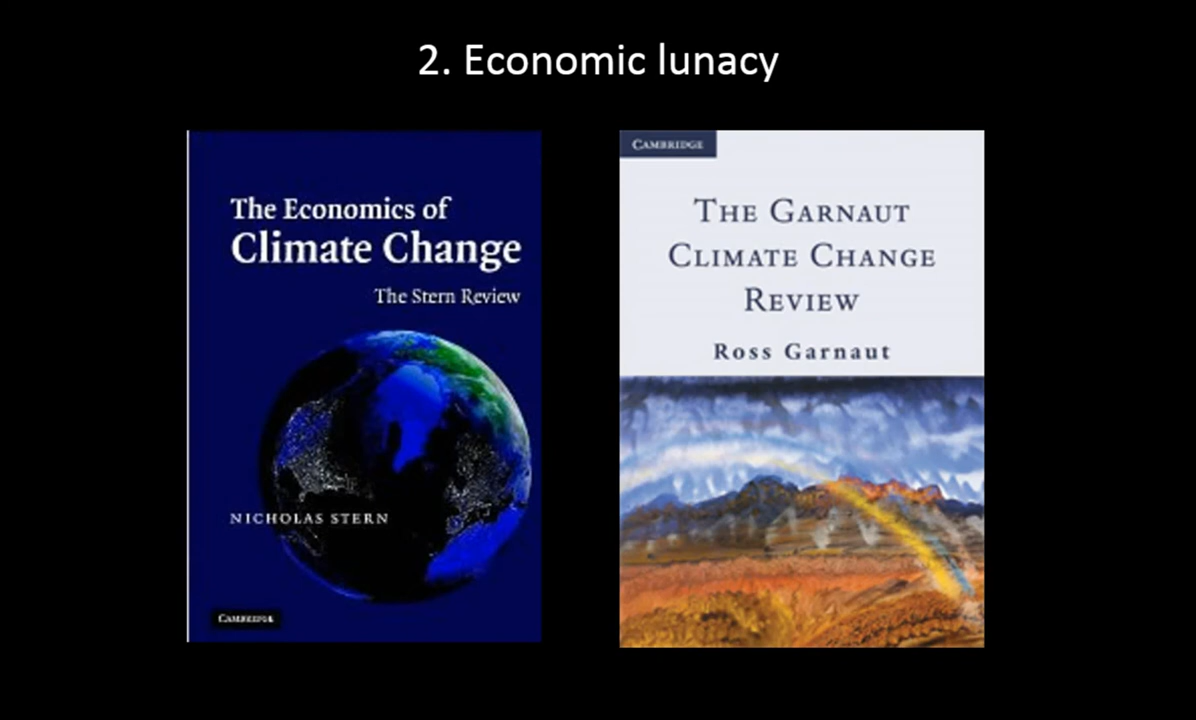 2. Economic lunacy
The Economics of
Climate Change
The Stern Review
NICHOLAS STERN
CAMBRIDGE
CAMBRIDGE
THE GARNAUT
CLIMATE CHANGE
REVIEW
Ross Garnaut